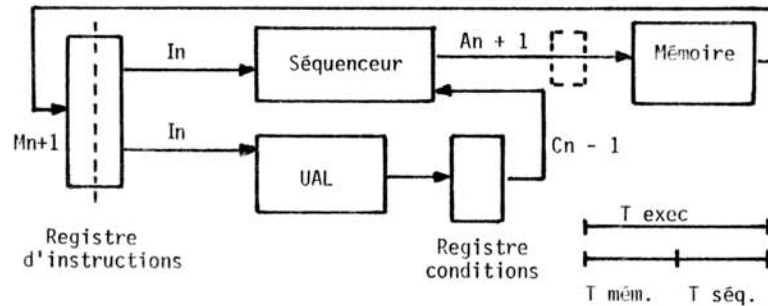 In
Séquenceur
An + 1
Mémoire
Mn+1
In
UAL
Cn - 1
Registre
d'instructions
Registre
conditions
T exec
T mém.
T séq.